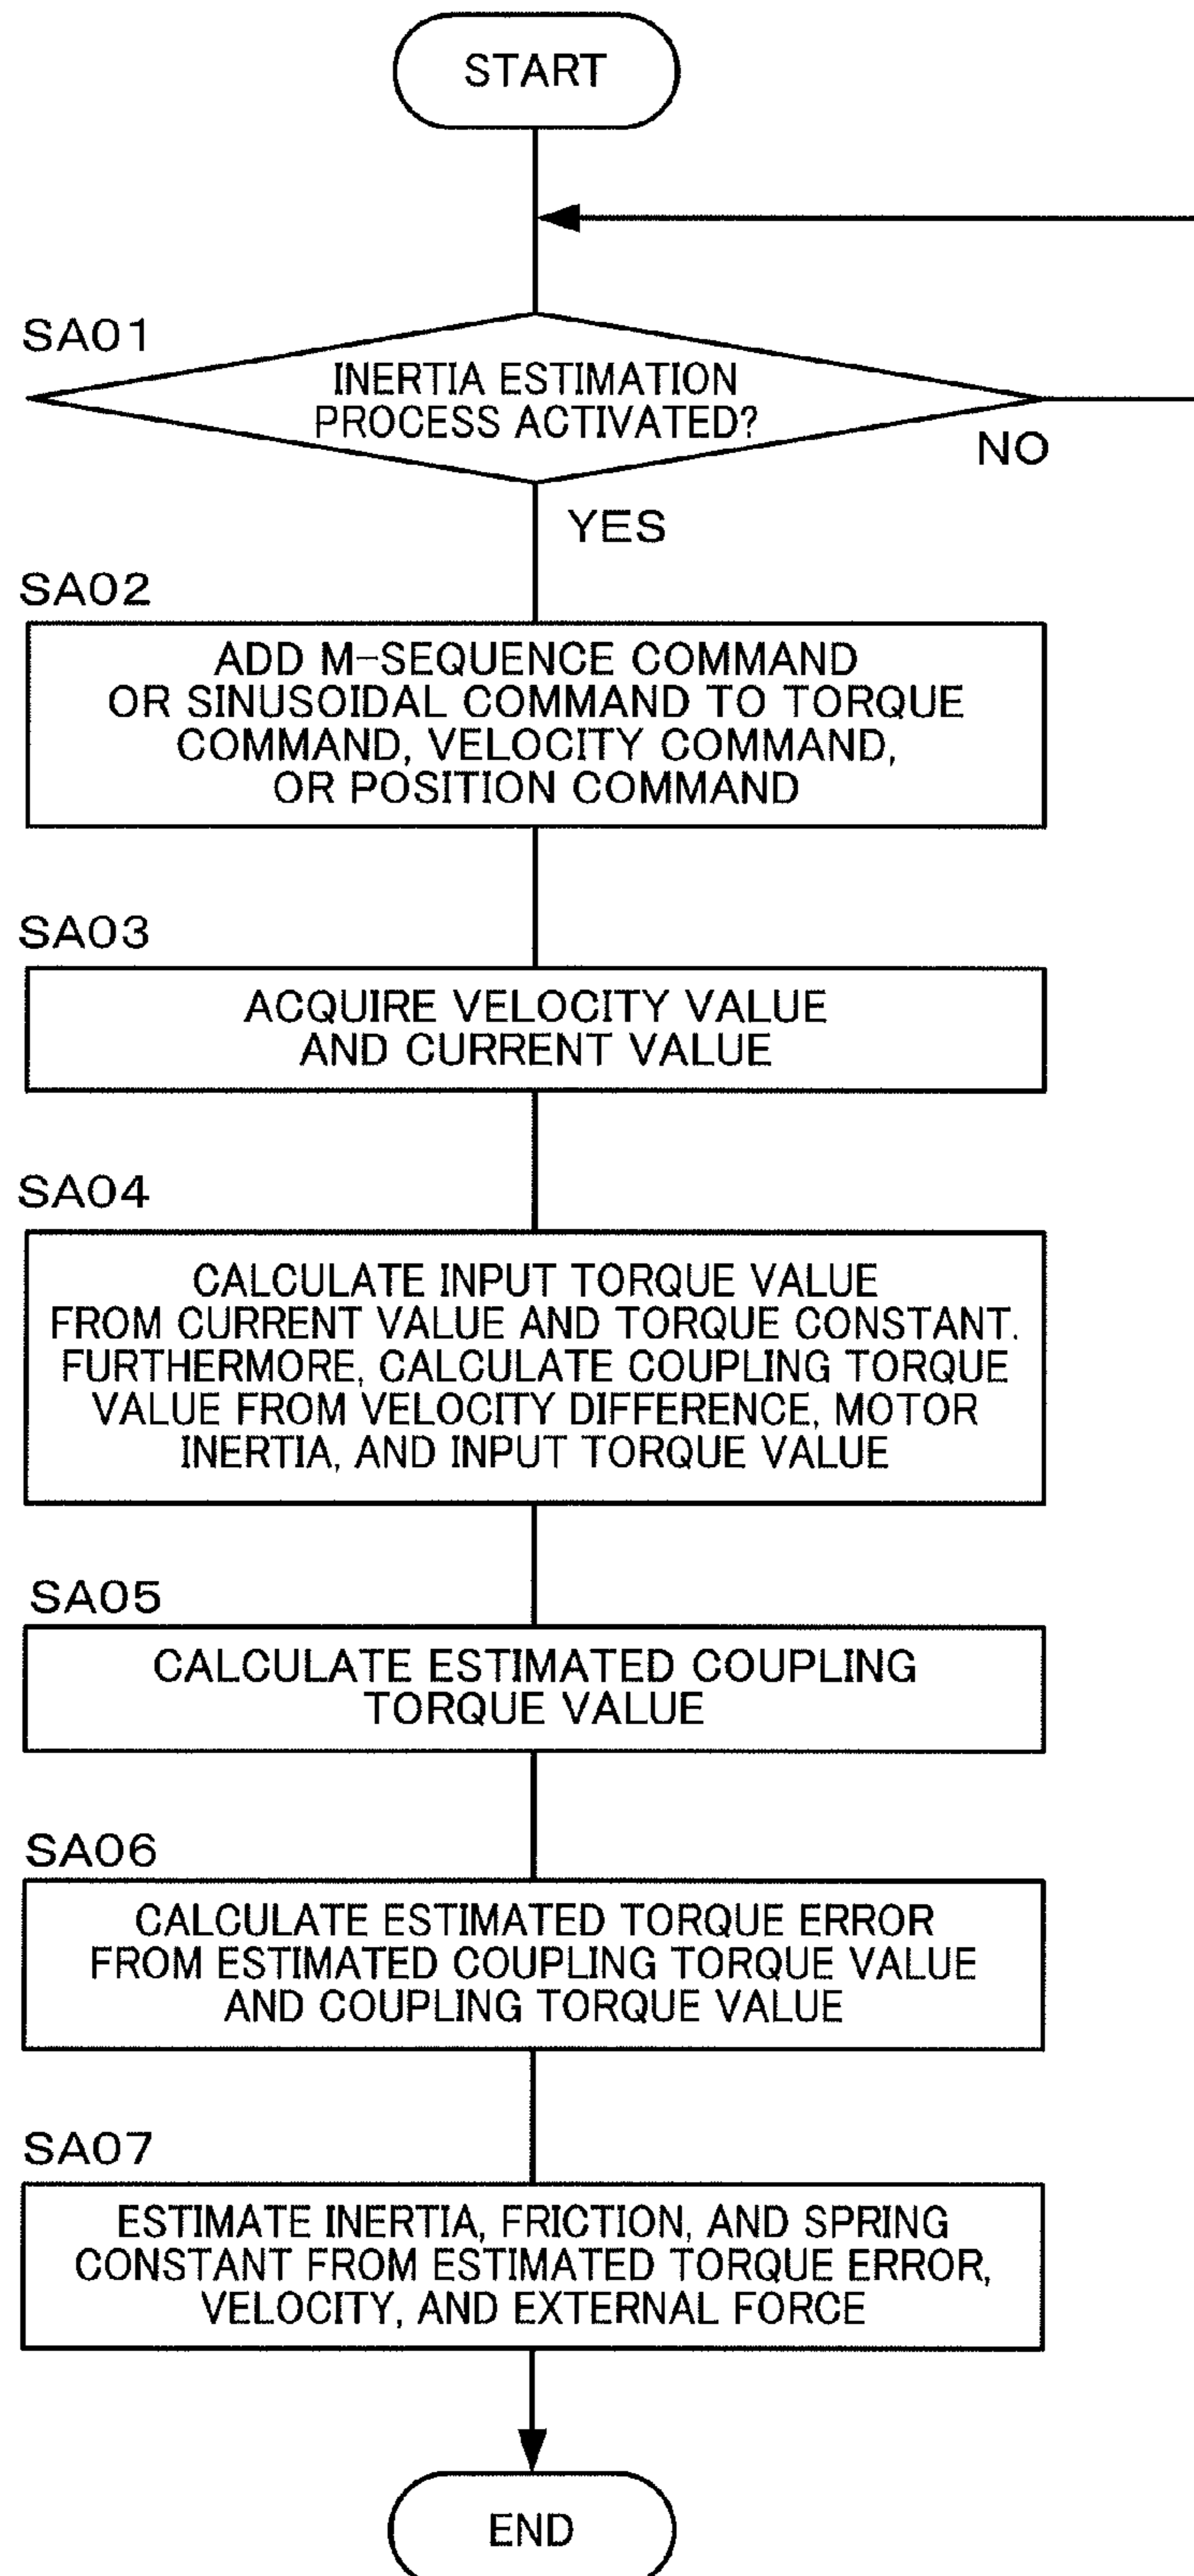 START
SA01
INERTIA ESTIMATION
PROCESS ACTIVATED?
NO
YES
SA02
ADD M-SEQUENCE COMMAND
OR SINUSOIDAL COMMAND TO TORQUE
COMMAND, VELOCITY COMMAND,
OR POSITION COMMAND
SA03
ACQUIRE VELOCITY VALUE
AND CURRENT VALUE
SA04
CALCULATE INPUT TORQUE VALUE
FROM CURRENT VALUE AND TORQUE CONSTANT.
FURTHERMORE, CALCULATE COUPLING TORQUE
VALUE FROM VELOCITY DIFFERENCE, MOTOR
INERTIA, AND INPUT TORQUE VALUE
SA05
CALCULATE ESTIMATED COUPLING
TORQUE VALUE
SA06
CALCULATE ESTIMATED TORQUE ERROR
FROM ESTIMATED COUPLING TORQUE VALUE
AND COUPLING TORQUE VALUE
SA07
ESTIMATE INERTIA, FRICTION, AND SPRING
CONSTANT FROM ESTIMATED TORQUE ERROR,
VELOCITY, AND EXTERNAL FORCE
END